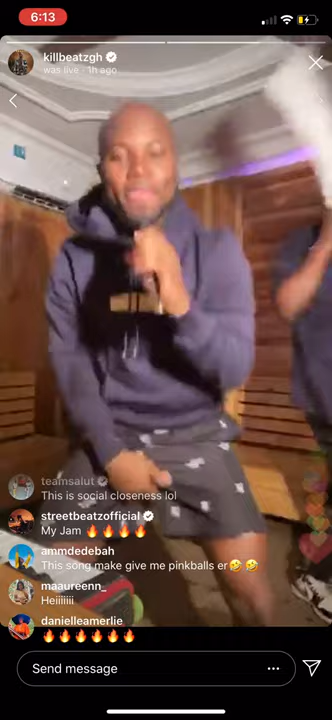 6:13
killbeatzgh
was live · 1h ago
teamsalut
This is social closeness lol
streetbeatzofficial
My Jam 🔥🔥🔥🔥
ammdedebah
This song make give me pinkballs er🤣🤣
maaureenn_
Heiiiiiii
danielleamerlie
🔥🔥🔥🔥🔥🔥
Send message